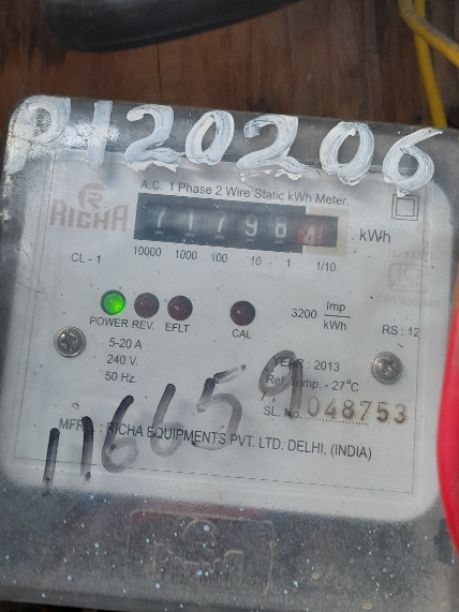 P120206
A.C. 1 Phase 2 Wire Static kWh Meter.
RICHA
71798
kWh
10000 1000 100 10 1 1/10
CL - 1
POWER REV. EFLT CAL
3200 Imp/kWh
RS : 12
5-20 A
240 V.
50 Hz.
YEAR : 2013
Ref. Temp. - 27°C
SL. No. 048753
116659
MFR. : RICHA EQUIPMENTS PVT. LTD. DELHI, (INDIA)